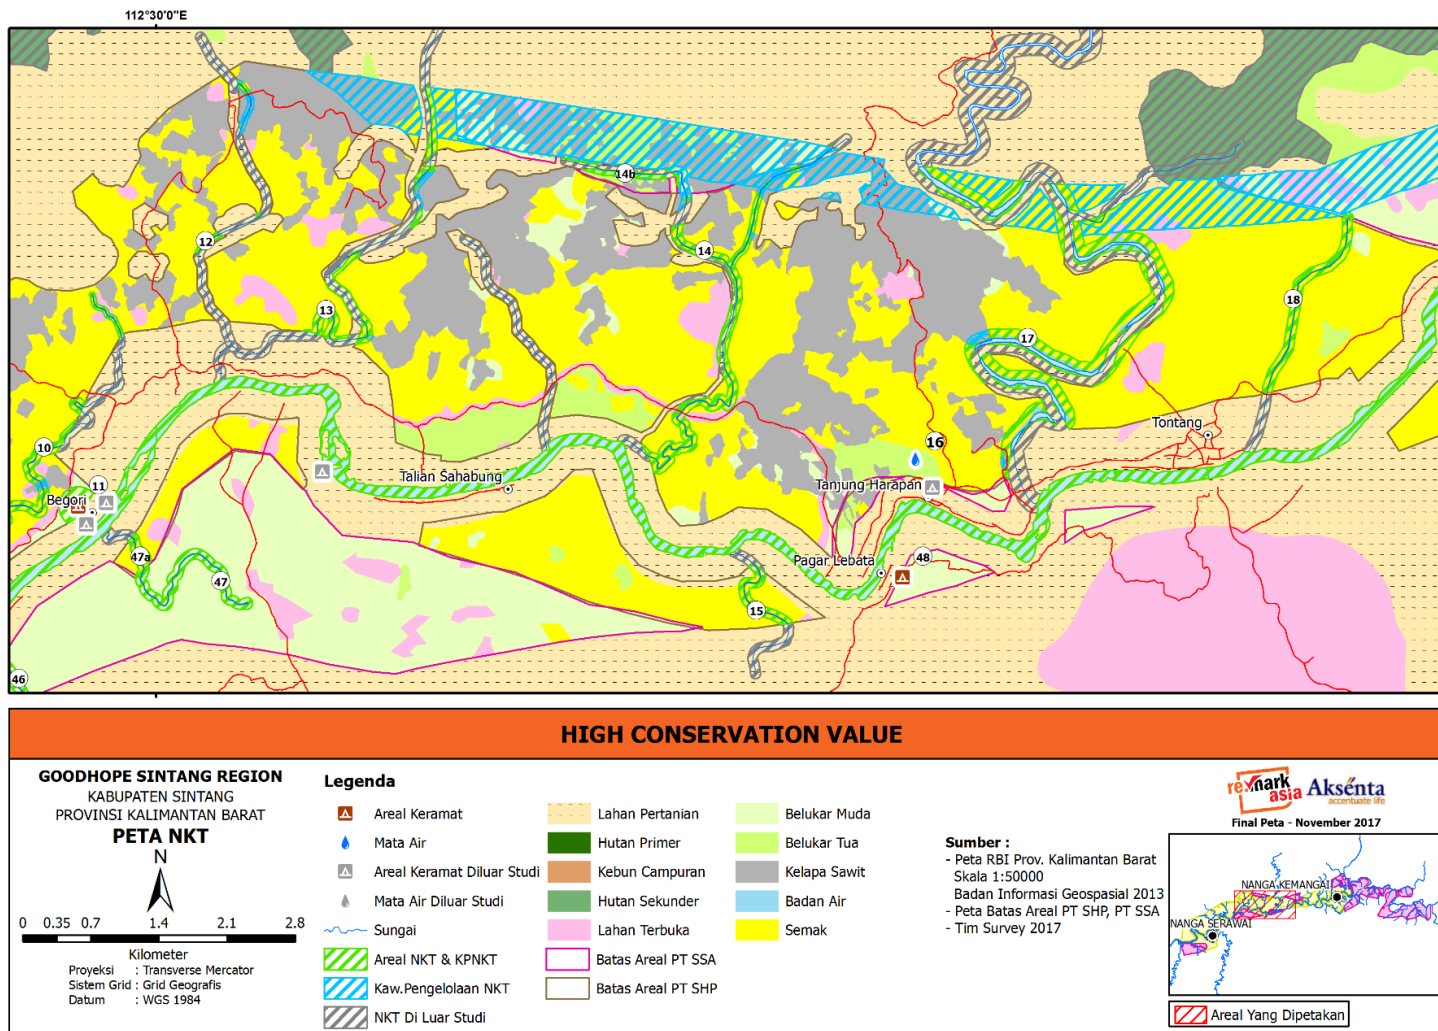 112°30'0"E
14b
12
14
13
18
17
10
16
Tontang
11
Talian Sahabung
Tanjung Harapan
Begori
47a
47
48
Pagar Lebata
15
46
HIGH CONSERVATION VALUE
GOODHOPE SINTANG REGION
KABUPATEN SINTANG
PROVINSI KALIMANTAN BARAT
PETA NKT
N
0 0.35 0.7 1.4 2.1 2.8
Kilometer
Proyeksi : Transverse Mercator
Sistem Grid : Grid Geografis
Datum : WGS 1984
Legenda
Areal Keramat
Mata Air
Areal Keramat Diluar Studi
Mata Air Diluar Studi
Sungai
Areal NKT & KPNKT
Kaw.Pengelolaan NKT
NKT Di Luar Studi
Lahan Pertanian
Hutan Primer
Kebun Campuran
Hutan Sekunder
Lahan Terbuka
Batas Areal PT SSA
Batas Areal PT SHP
Belukar Muda
Belukar Tua
Kelapa Sawit
Badan Air
Semak
Sumber :
- Peta RBI Prov. Kalimantan Barat
Skala 1:50000
Badan Informasi Geospasial 2013
- Peta Batas Areal PT SHP, PT SSA
- Tim Survey 2017
remark asia
Aksenta
accentuate life
Final Peta - November 2017
NANGA KEMANGAI
NANGA SERAWAI
Areal Yang Dipetakan